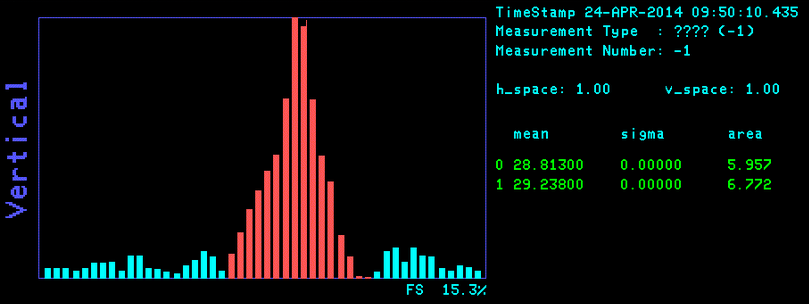 TimeStamp 24-APR-2014 09:50:10.435
Measurement Type : ???? (-1)
Measurement Number: -1
h_space: 1.00 v_space: 1.00
mean sigma area
0 28.81300 0.00000 5.957
1 29.23800 0.00000 6.772
Vertical
FS 15.3%